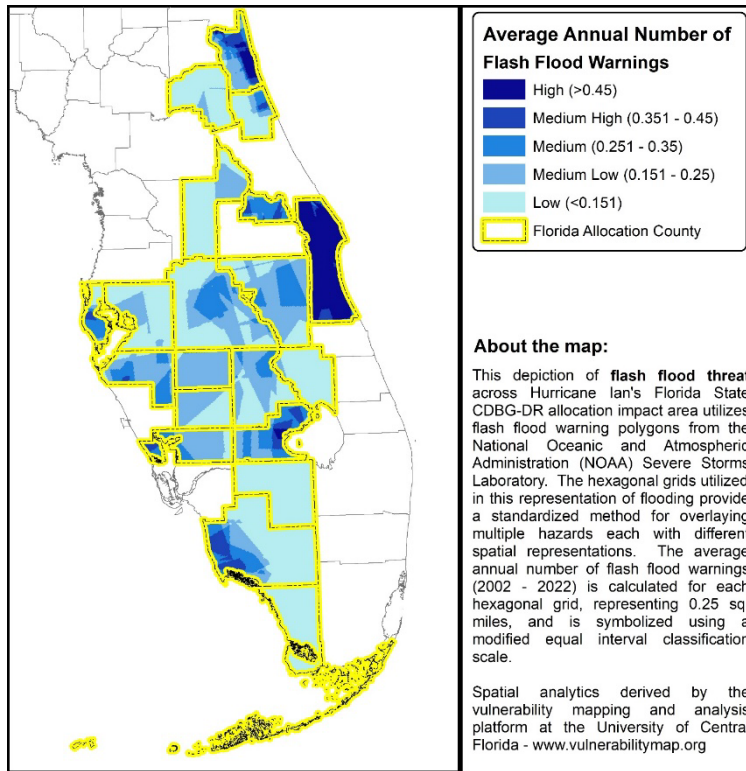 Average Annual Number of
Flash Flood Warnings
High (>0.45)
Medium High (0.351 - 0.45)
Medium (0.251 - 0.35)
Medium Low (0.151 - 0.25)
Low (<0.151)
Florida Allocation County
About the map:
This depiction of flash flood threat
across Hurricane Ian's Florida State
CDBG-DR allocation impact area utilizes
flash flood warning polygons from the
National Oceanic and Atmospheric
Administration (NOAA) Severe Storms
Laboratory. The hexagonal grids utilized
in this representation of flooding provide
a standardized method for overlaying
multiple hazards each with different
spatial representations. The average
annual number of flash flood warnings
(2002 - 2022) is calculated for each
hexagonal grid, representing 0.25 sq
miles, and is symbolized using a
modified equal interval classification
scale.
Spatial analytics derived by the
vulnerability mapping and analysis
platform at the University of Central
Florida - www.vulnerabilitymap.org